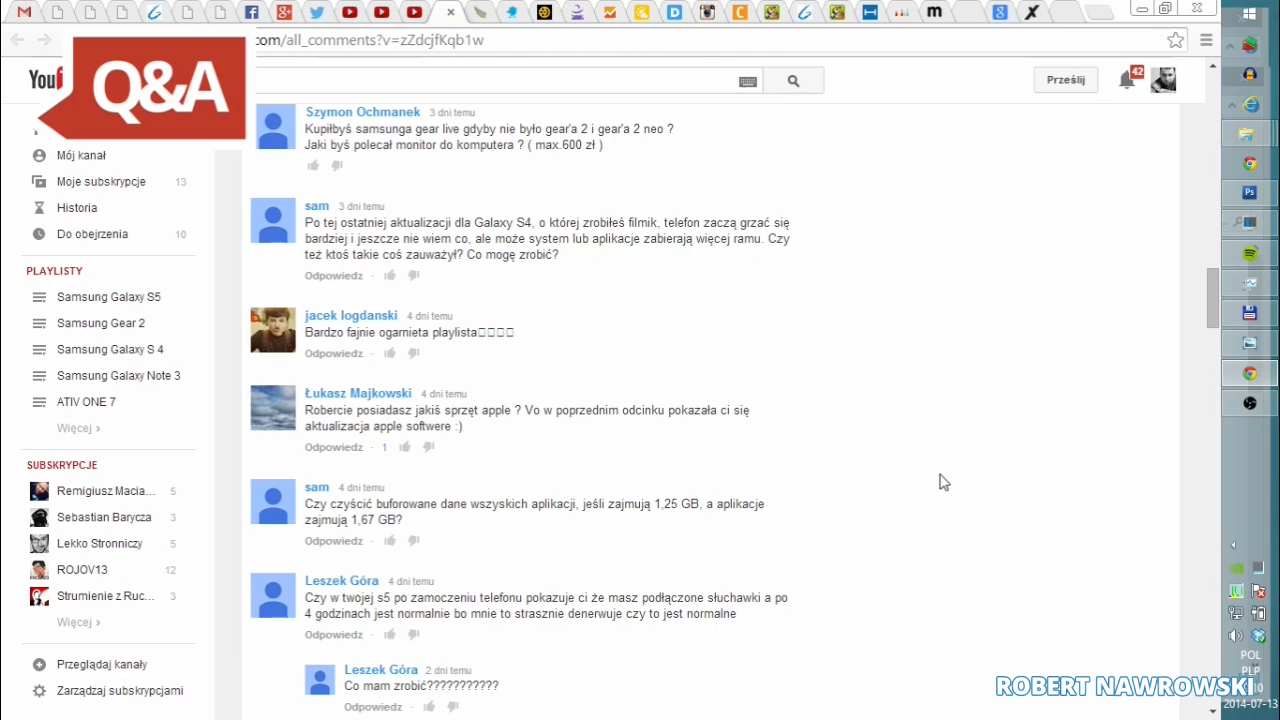 com/all_comments?v=zZdcjfKqb1w
You
Q&A
Prześlij
42
Mój kanał
Moje subskrypcje 13
Historia
Do obejrzenia 10
PLAYLISTY
Samsung Galaxy S5
Samsung Gear 2
Samsung Galaxy S 4
Samsung Galaxy Note 3
ATIV ONE 7
Więcej ›
SUBSKRYPCJE
Remigiusz Macia... 5
Sebastian Barycza 3
Lekko Stronniczy 5
ROJOV13 12
Strumienie z Ruc... 3
Więcej ›
Przeglądaj kanały
Zarządzaj subskrypcjami
Szymon Ochmanek 3 dni temu
Kupiłbyś samsunga gear live gdyby nie było gear'a 2 i gear'a 2 neo ?
Jaki byś polecał monitor do komputera ? ( max.600 zł )
sam 3 dni temu
Po tej ostatniej aktualizacji dla Galaxy S4, o której zrobiłeś filmik, telefon zaczą grzać się
bardziej i jeszcze nie wiem co, ale może system lub aplikacje zabierają więcej ramu. Czy
też ktoś takie coś zauważył? Co mogę zrobić?
Odpowiedz ·
jacek logdanski 4 dni temu
Bardzo fajnie ogarnieta playlista□□□□
Odpowiedz ·
Łukasz Majkowski 4 dni temu
Robercie posiadasz jakiś sprzęt apple ? Vo w poprzednim odcinku pokazała ci się
aktualizacja apple softwere :)
Odpowiedz · 1
sam 4 dni temu
Czy czyścić buforowane dane wszyskich aplikacji, jeśli zajmują 1,25 GB, a aplikacje
zajmują 1,67 GB?
Odpowiedz ·
Leszek Góra 4 dni temu
Czy w twojej s5 po zamoczeniu telefonu pokazuje ci że masz podłączone słuchawki a po
4 godzinach jest normalnie bo mnie to strasznie denerwuje czy to jest normalne
Odpowiedz ·
Leszek Góra 2 dni temu
Co mam zrobić???????????
Odpowiedz ·
POL
PLP
2014-07-13
ROBERT NAWROWSKI